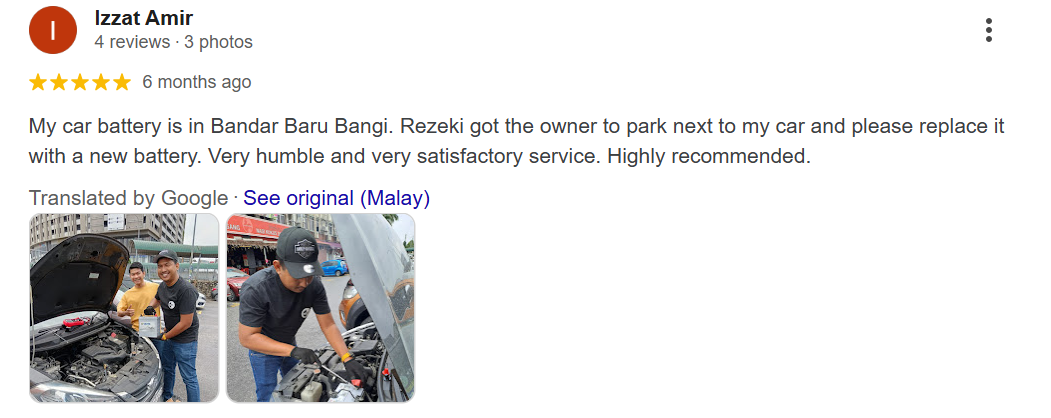 I
Izzat Amir
4 reviews · 3 photos
6 months ago
My car battery is in Bandar Baru Bangi. Rezeki got the owner to park next to my car and please replace it
with a new battery. Very humble and very satisfactory service. Highly recommended.
Translated by Google · See original (Malay)